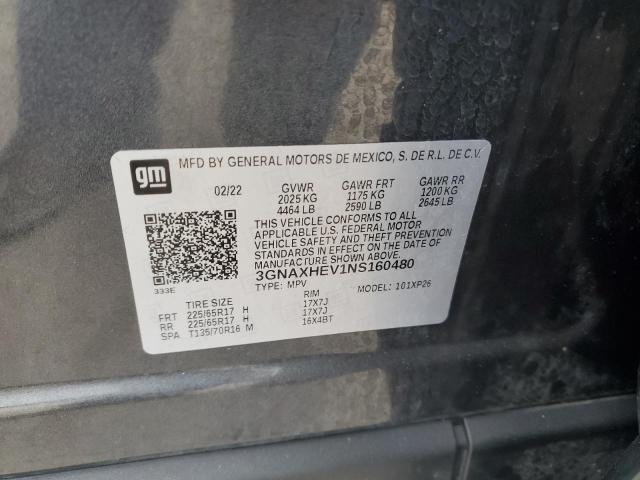 gm
MFD BY GENERAL MOTORS DE MEXICO, S. DE R.L. DE C.V.
02/22 GVWR GAWR FRT GAWR RR
2025 KG 1175 KG 1200 KG
4464 LB 2590 LB 2645 LB
THIS VEHICLE CONFORMS TO ALL
APPLICABLE U.S. FEDERAL MOTOR
VEHICLE SAFETY AND THEFT PREVENTION
STANDARDS IN EFFECT ON THE DATE OF
MANUFACTURE SHOWN ABOVE.
3GNAXHEV1NS160480
333E TYPE: MPV MODEL: 101XP26
TIRE SIZE RIM
FRT 225/65R17 H 17X7J
RR 225/65R17 H 17X7J
SPA T135/70R16 M 16X4BT